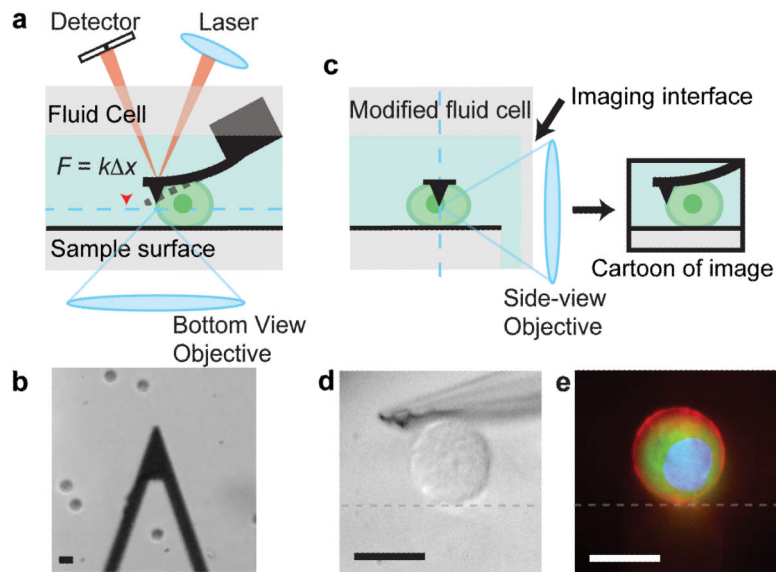 a
Detector
Laser
Fluid Cell
F = kΔx
Sample surface
Bottom View
Objective
c
Modified fluid cell
Imaging interface
Cartoon of image
Side-view
Objective
b
d
e